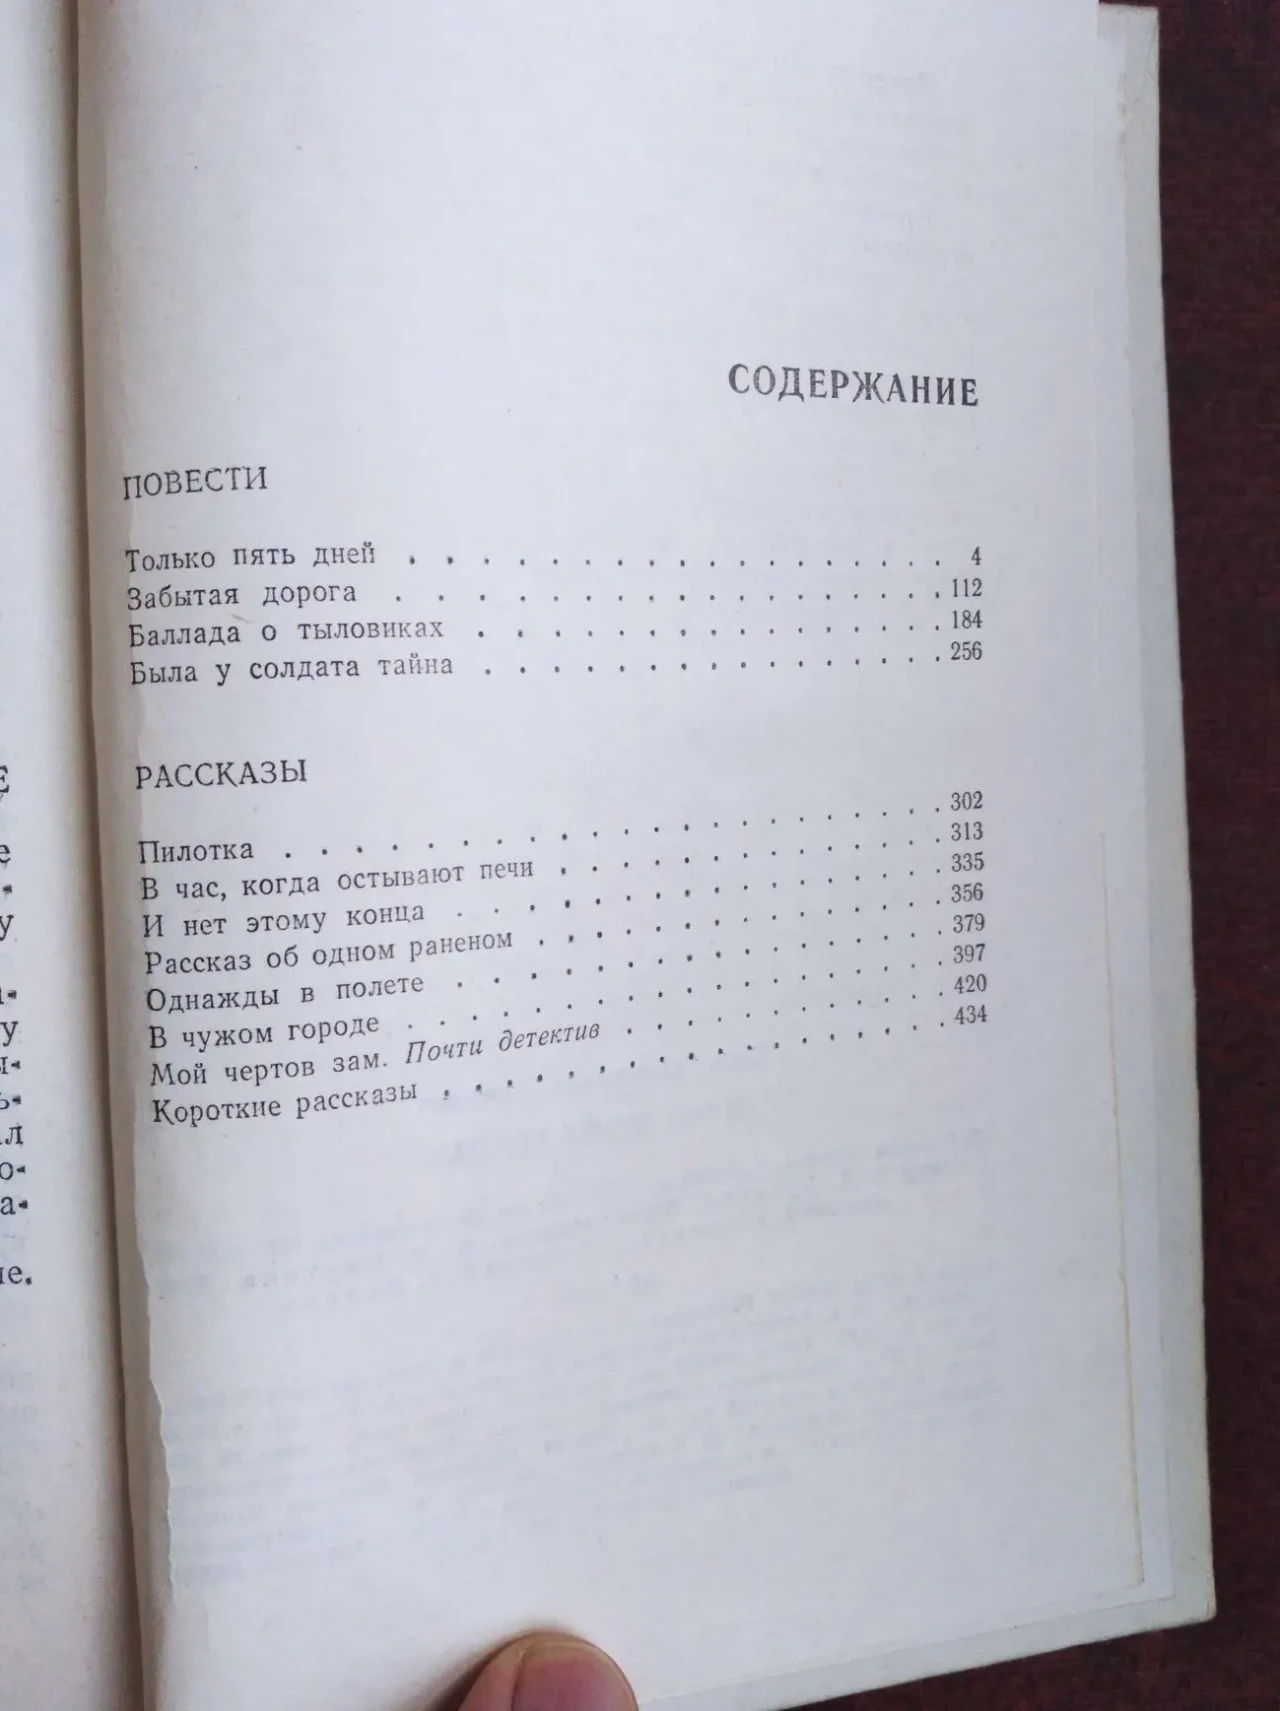 СОДЕРЖАНИЕ
ПОВЕСТИ
Только пять дней . . . . . . . . . . . . . . . . . 4
Забытая дорога . . . . . . . . . . . . . . . . . 112
Баллада о тыловиках . . . . . . . . . . . . . . . 184
Была у солдата тайна . . . . . . . . . . . . . . . 256
РАССКАЗЫ
Пилотка . . . . . . . . . . . . . . . . . . . . 302
В час, когда остывают печи . . . . . . . . . . . . . 313
И нет этому конца . . . . . . . . . . . . . . . . 335
Рассказ об одном раненом . . . . . . . . . . . . . . 356
Однажды в полете . . . . . . . . . . . . . . . . 379
В чужом городе . . . . . . . . . . . . . . . . . 397
Мой чертов зам. Почти детектив . . . . . . . . . . . 420
Короткие рассказы . . . . . . . . . . . . . . . . 434